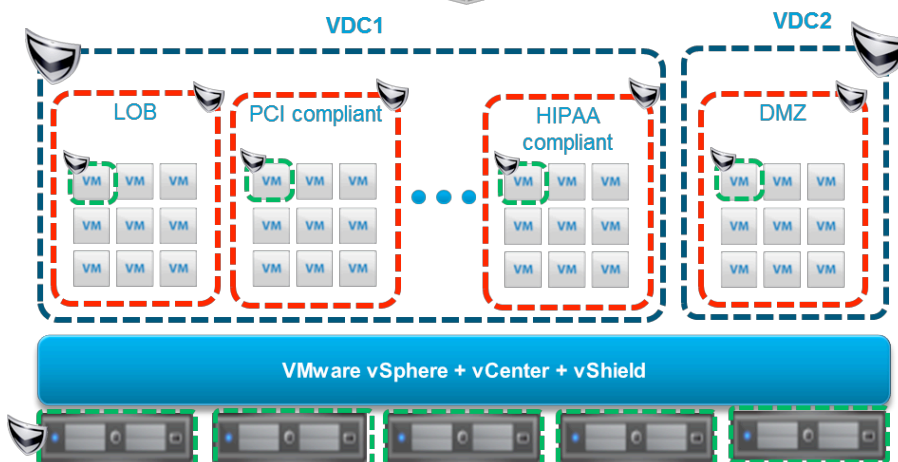 VDC1
VDC2
LOB
PCI compliant
HIPAA
compliant
DMZ
VM VM VM
VM VM VM
VM VM VM
VM VM VM
VM VM VM
VM VM VM
VM VM VM
VM VM VM
VM VM VM
VM VM VM
VM VM VM
VM VM VM
VMware vSphere + vCenter + vShield